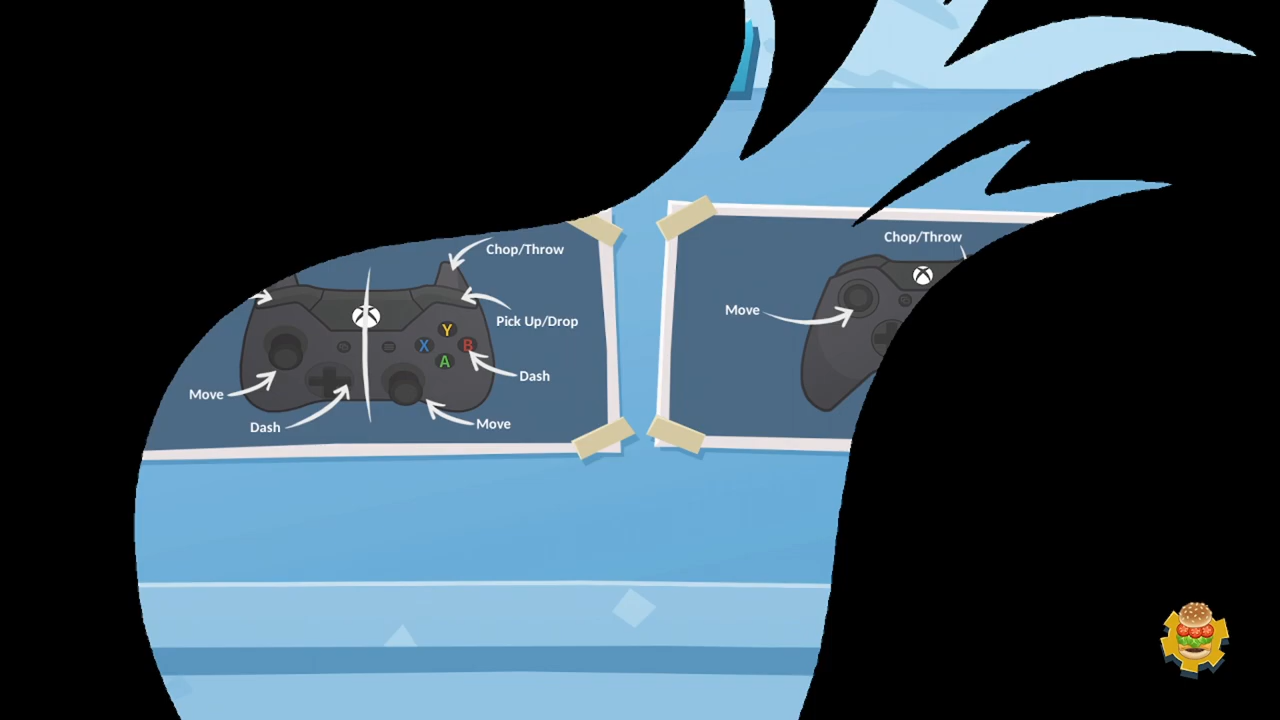 Chop/Throw
Pick Up/Drop
Y
X
B
A
Dash
Move
Dash
Move
Chop/Throw
Move